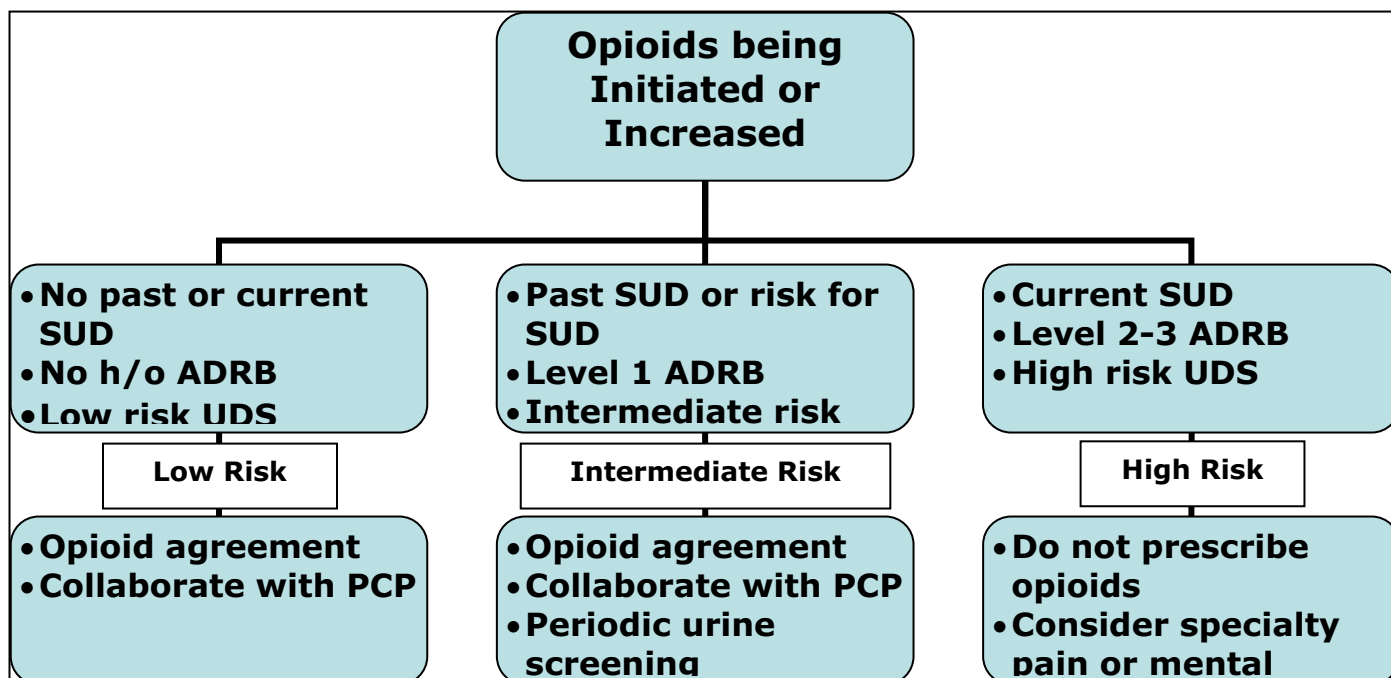 Opioids being
Initiated or
Increased
• No past or current
SUD
• No h/o ADRB
• Low risk UDS
• Past SUD or risk for
SUD
• Level 1 ADRB
• Intermediate risk
• Current SUD
• Level 2-3 ADRB
• High risk UDS
Low Risk
Intermediate Risk
High Risk
• Opioid agreement
• Collaborate with PCP
• Opioid agreement
• Collaborate with PCP
• Periodic urine
screening
• Do not prescribe
opioids
• Consider specialty
pain or mental